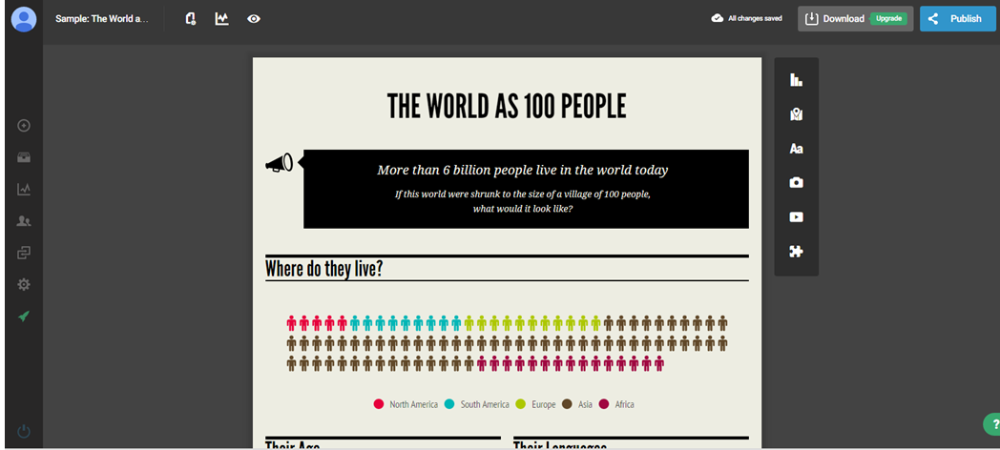 Sample: The World a...
All changes saved
Download Upgrade
Publish
THE WORLD AS 100 PEOPLE
More than 6 billion people live in the world today
If this world were shrunk to the size of a village of 100 people,
what would it look like?
Where do they live?
North America South America Europe Asia Africa
Their Age Their Languages
Aa
?